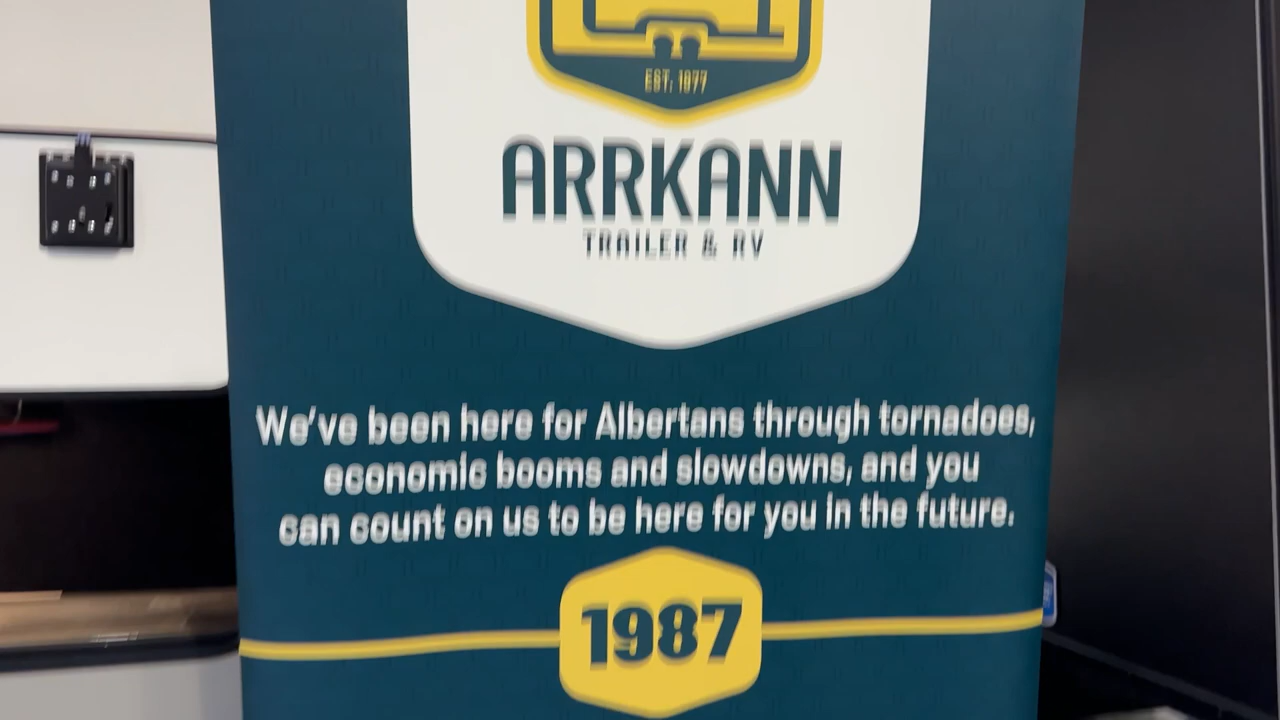 EST. 1977
ARRKANN
TRAILER & RV
We've been here for Albertans through tornadoes,
economic booms and slowdowns, and you
can count on us to be here for you in the future.
1987